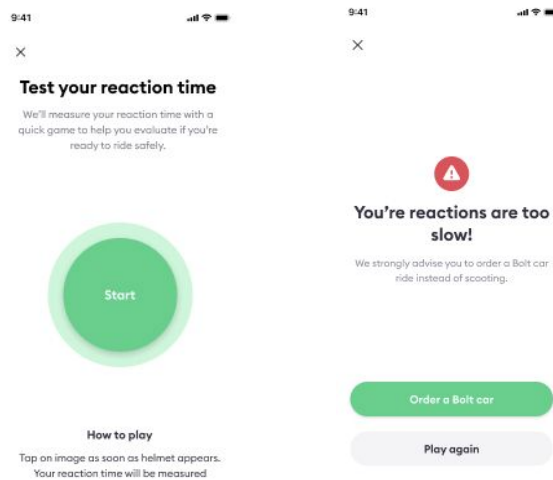 9:41
Test your reaction time
We'll measure your reaction time with a
quick game to help you evaluate if you're
ready to ride safely.
Start
How to play
Tap on image as soon as helmet appears.
Your reaction time will be measured
9:41
You're reactions are too
slow!
We strongly advise you to order a Bolt car
ride instead of scooting.
Order a Bolt car
Play again